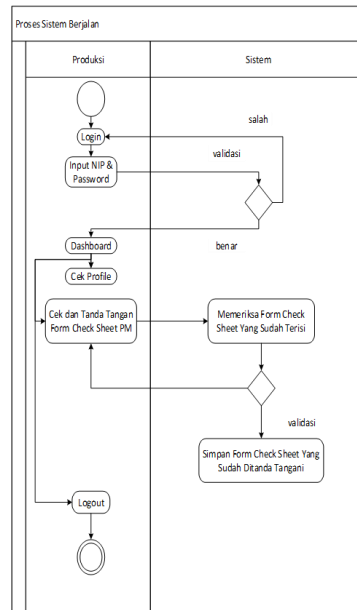 Proses Sistem Berjalan
Produksi
Sistem
salah
Login
validasi
Input NIP &
Password
Dashboard
benar
Cek Profile
Cek dan Tanda Tangan
Form Check Sheet PM
Memeriksa Form Check
Sheet Yang Sudah Terisi
validasi
Simpan Form Check Sheet Yang
Sudah Ditanda Tangani
Logout